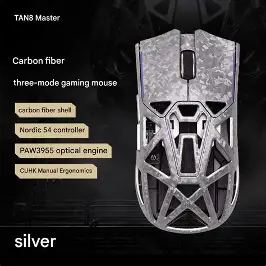 TAN8 Master
Carbon fiber
three-mode gaming mouse
carbon fiber shell
Nordic 54 controller
PAW3955 optical engine
CUHK Manual Ergonomics
silver